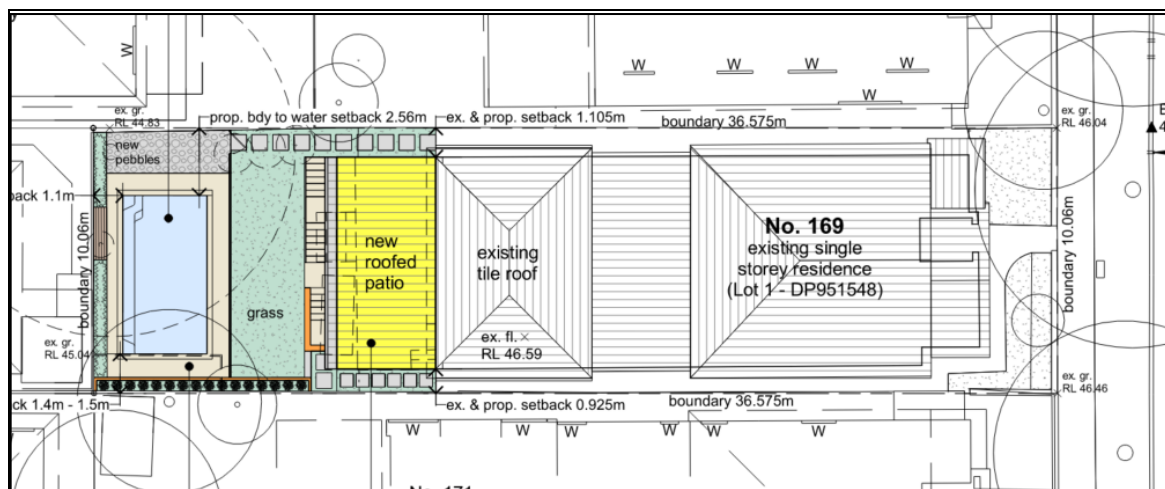 W
W
W
W
W
W
ex. gr.
RL 44.83
prop. bdy to water setback 2.56m
ex. & prop. setback 1.105m
boundary 36.575m
ex. gr.
RL 46.04
new
pebbles
back 1.1m
boundary 10.06m
new
roofed
patio
existing
tile roof
No. 169
existing single
storey residence
(Lot 1 - DP951548)
boundary 10.06m
grass
ex. fl.
RL 46.59
ex. gr.
RL 45.04
ex. gr.
RL 46.46
back 1.4m - 1.5m
ex. & prop. setback 0.925m
boundary 36.575m
W
W
W
W
W
W